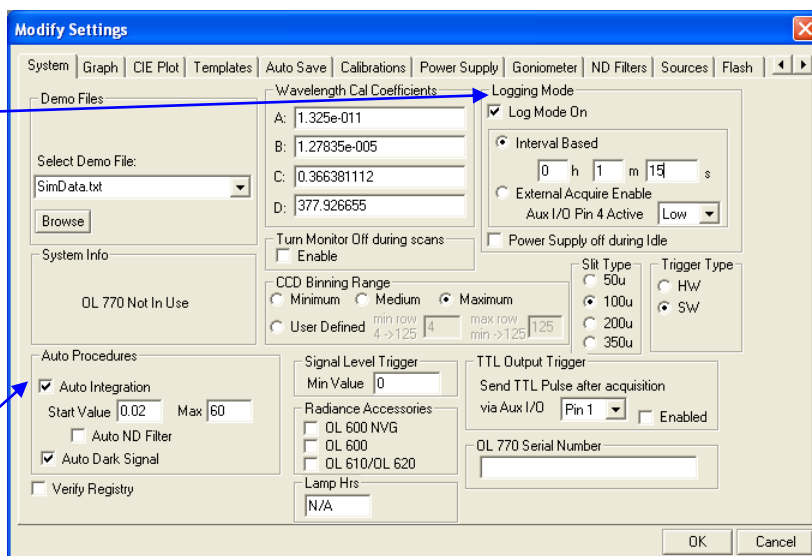 Modify Settings
System Graph CIE Plot Templates Auto Save Calibrations Power Supply Goniometer ND Filters Sources Flash
Demo Files
Select Demo File:
SimData.txt
Browse
System Info
OL 770 Not In Use
Auto Procedures
Auto Integration
Start Value 0.02 Max 60
Auto ND Filter
Auto Dark Signal
Verify Registry
Wavelength Cal Coefficients
A: 1.325e-011
B: 1.27835e-005
C: 0.366381112
D: 377.926655
Turn Monitor Off during scans
Enable
CCD Binning Range
Minimum Medium Maximum
User Defined min row 4->125 4 max row min->125 125
Signal Level Trigger
Min Value 0
Radiance Accessories
OL 600 NVG
OL 600
OL 610/OL 620
Lamp Hrs
N/A
Logging Mode
Log Mode On
Interval Based
0 h 1 m 15 s
External Acquire Enable
Aux I/O Pin 4 Active Low
Power Supply off during Idle
Slit Type
50u
100u
200u
350u
Trigger Type
HW
SW
TTL Output Trigger
Send TTL Pulse after acquisition
via Aux I/O Pin 1 Enabled
OL 770 Serial Number
OK Cancel